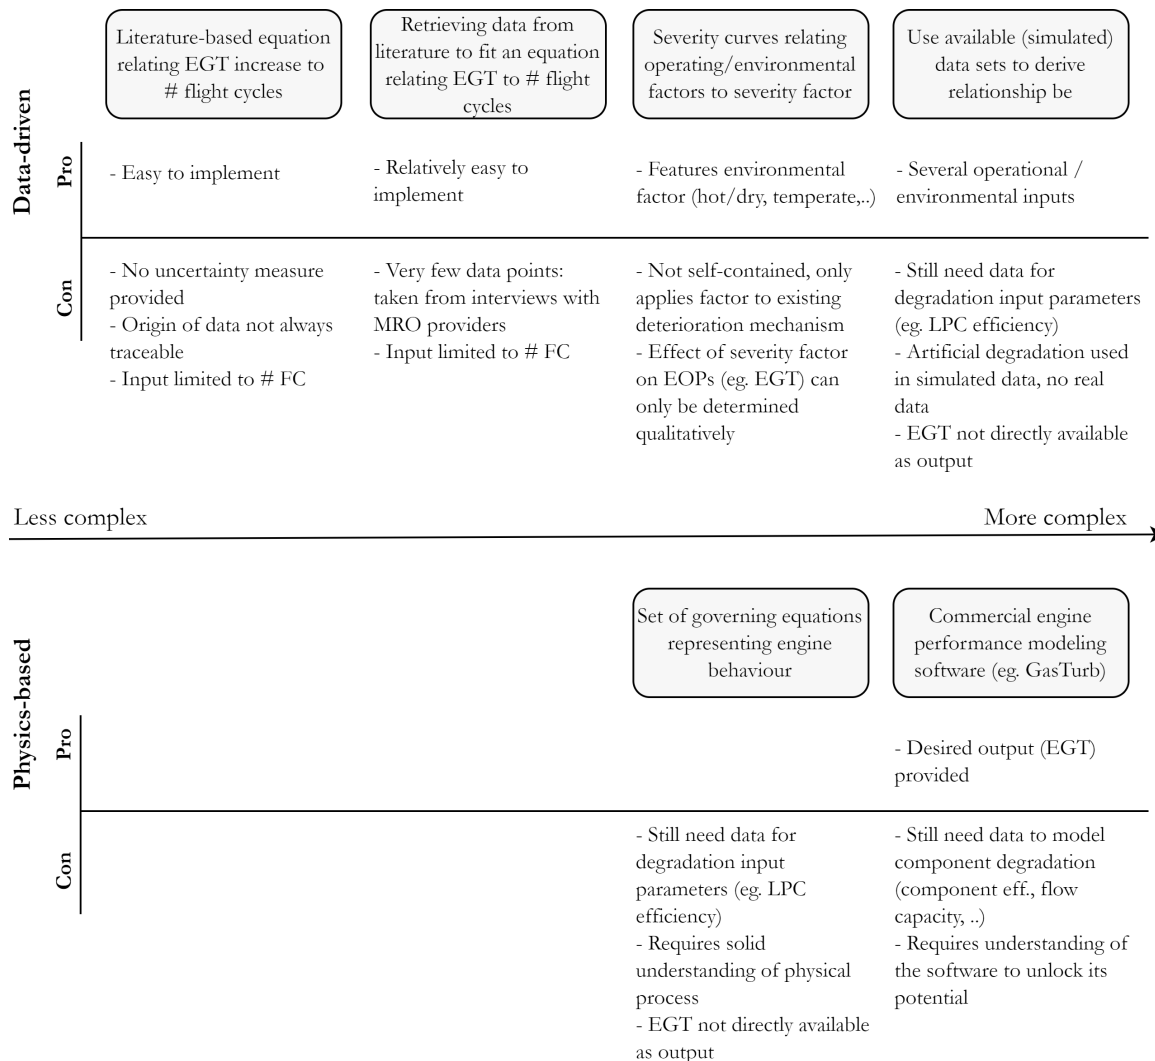 Data-driven
Literature-based equation
relating EGT increase to
# flight cycles
Retrieving data from
literature to fit an equation
relating EGT to # flight
cycles
Severity curves relating
operating/environmental
factors to severity factor
Use available (simulated)
data sets to derive
relationship be
Pro
- Easy to implement
- Relatively easy to
implement
- Features environmental
factor (hot/dry, temperate,..)
- Several operational /
environmental inputs
Con
- No uncertainty measure
provided
- Origin of data not always
traceable
- Input limited to # FC
- Very few data points:
taken from interviews with
MRO providers
- Input limited to # FC
- Not self-contained, only
applies factor to existing
deterioration mechanism
- Effect of severity factor
on EOPs (eg. EGT) can
only be determined
qualitatively
- Still need data for
degradation input parameters
(eg. LPC efficiency)
- Artificial degradation used
in simulated data, no real
data
- EGT not directly available
as output
Less complex
More complex
Physics-based
Set of governing equations
representing engine
behaviour
Commercial engine
performance modeling
software (eg. GasTurb)
Pro
- Desired output (EGT)
provided
Con
- Still need data for
degradation input
parameters (eg. LPC
efficiency)
- Requires solid
understanding of physical
process
- EGT not directly available
as output
- Still need data to model
component degradation
(component eff., flow
capacity, ..)
- Requires understanding of
the software to unlock its
potential